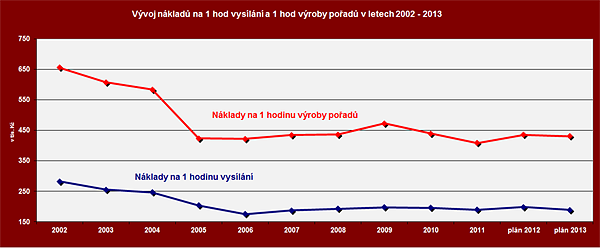 Vývoj nákladů na 1 hod vysílání a 1 hod výroby pořadů v letech 2002 - 2013
750
650
550
450
350
250
150
v tis. Kč
Náklady na 1 hodinu výroby pořadů
Náklady na 1 hodinu vysílání
2002 2003 2004 2005 2006 2007 2008 2009 2010 2011 plán 2012 plán 2013